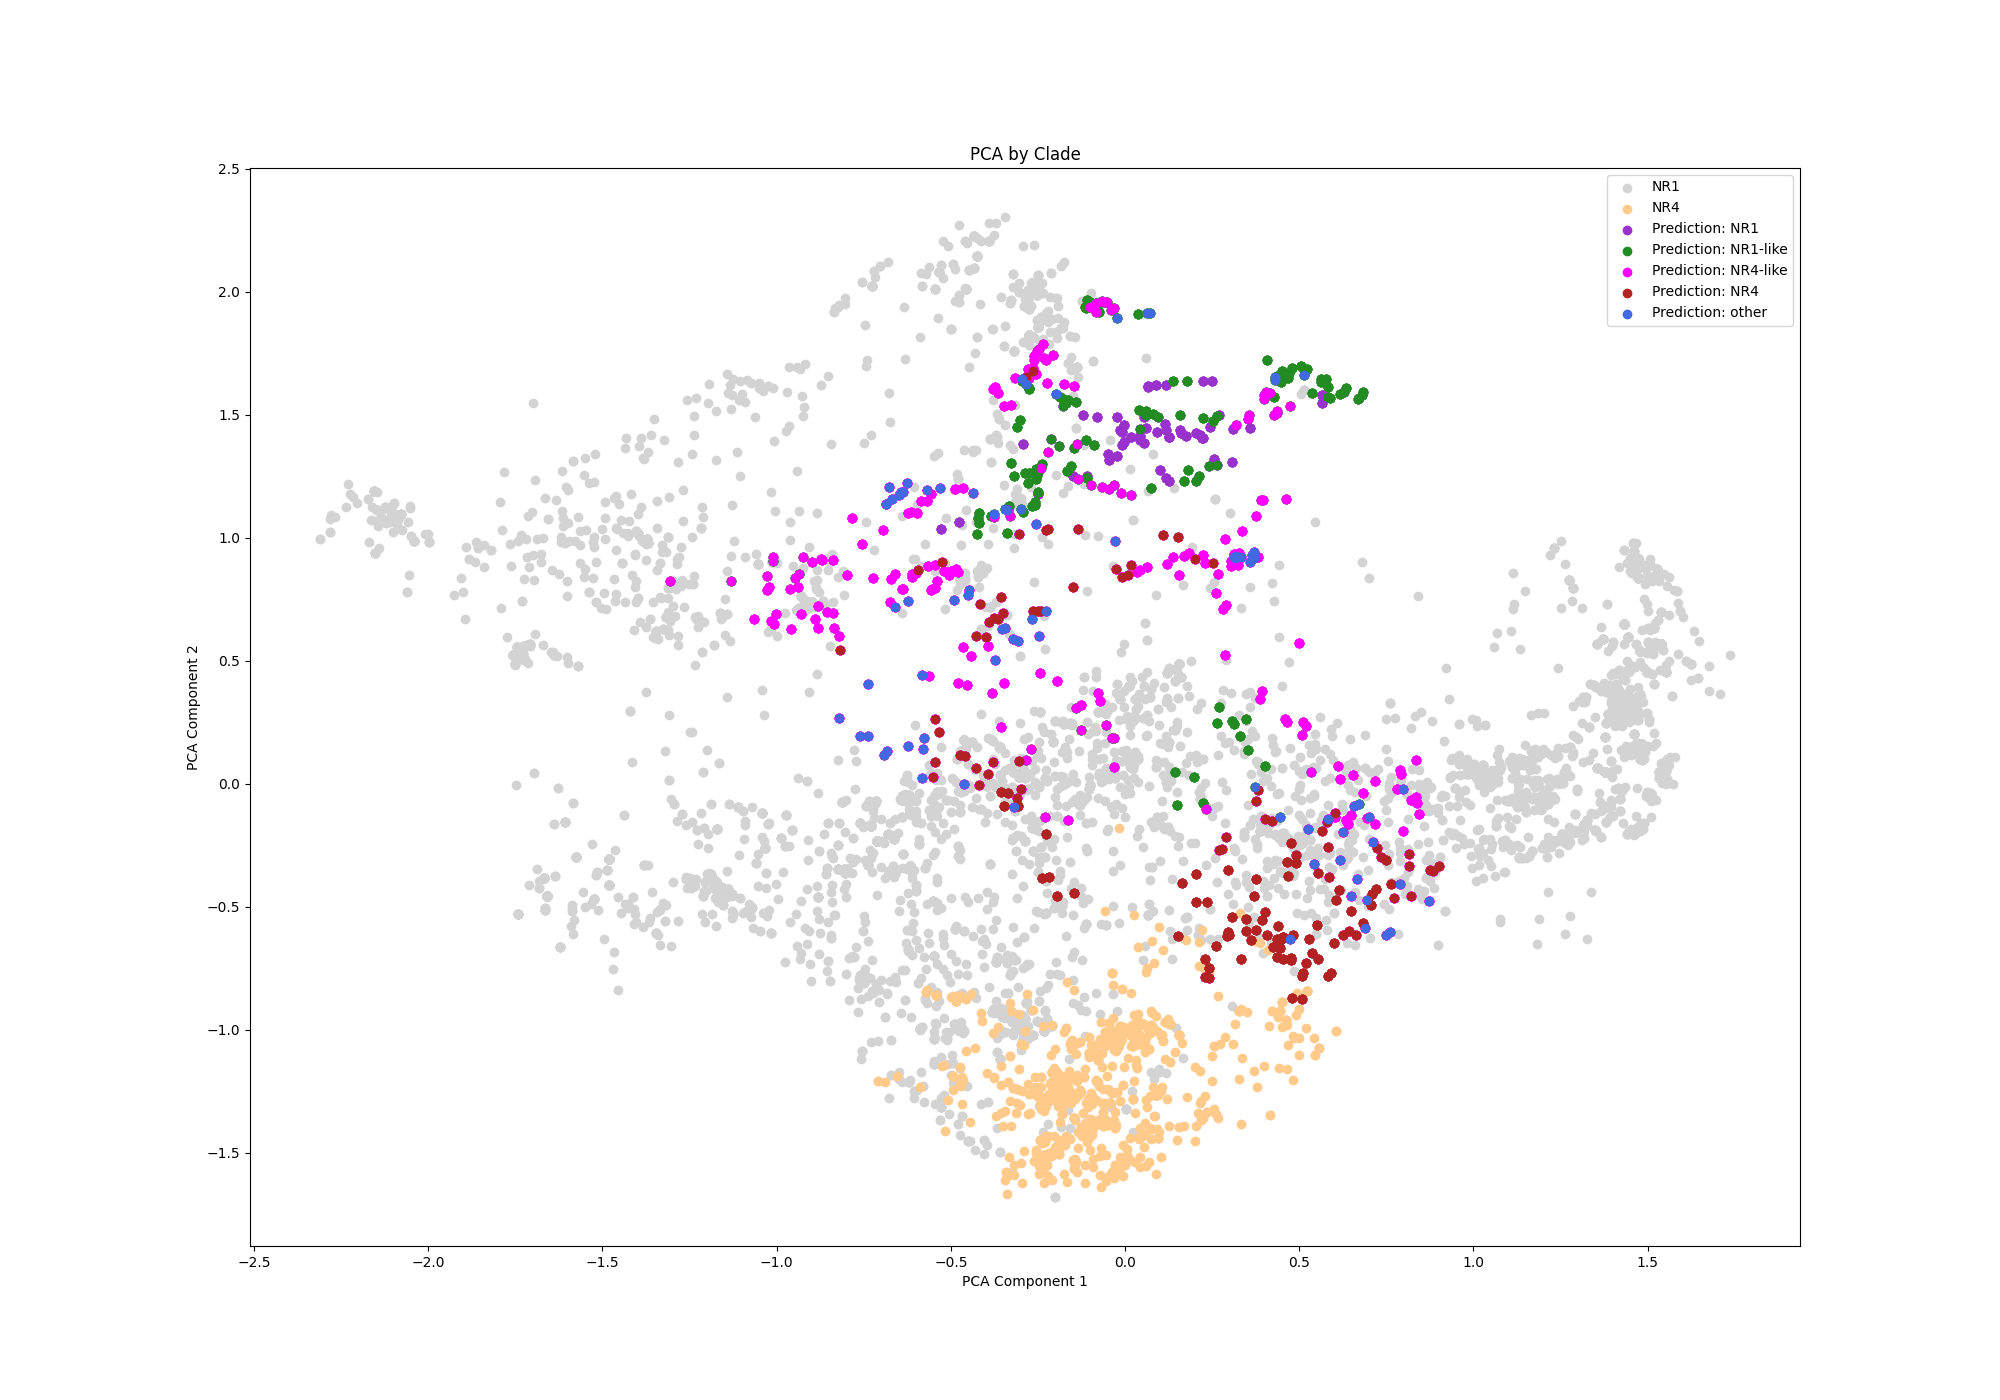 PCA by Clade
2.5
2.0
1.5
1.0
0.5
0.0
−0.5
−1.0
−1.5
PCA Component 2
−2.5
−2.0
−1.5
−1.0
−0.5
0.0
0.5
1.0
1.5
PCA Component 1
NR1
NR4
Prediction: NR1
Prediction: NR1-like
Prediction: NR4-like
Prediction: NR4
Prediction: other